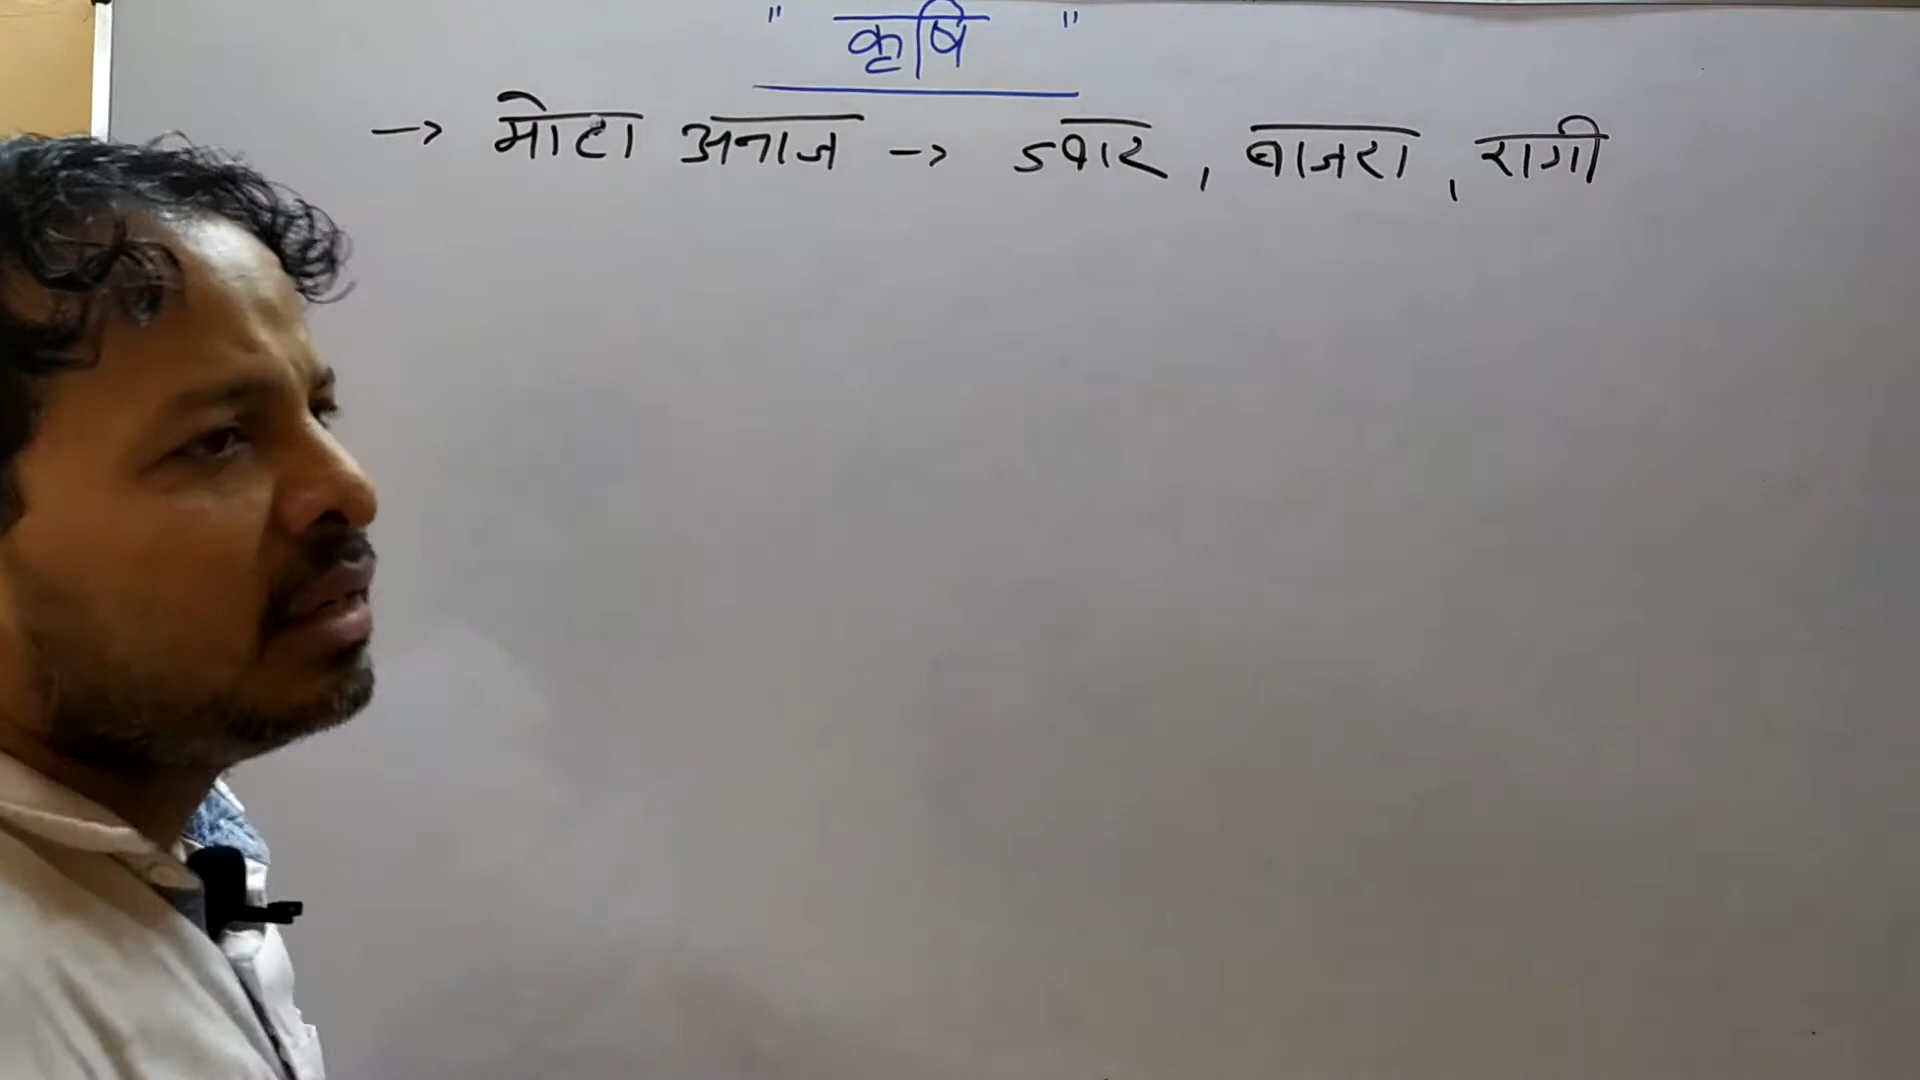 " कृषि "
→ मोटा अनाज → ज्वार, बाजरा, रागी